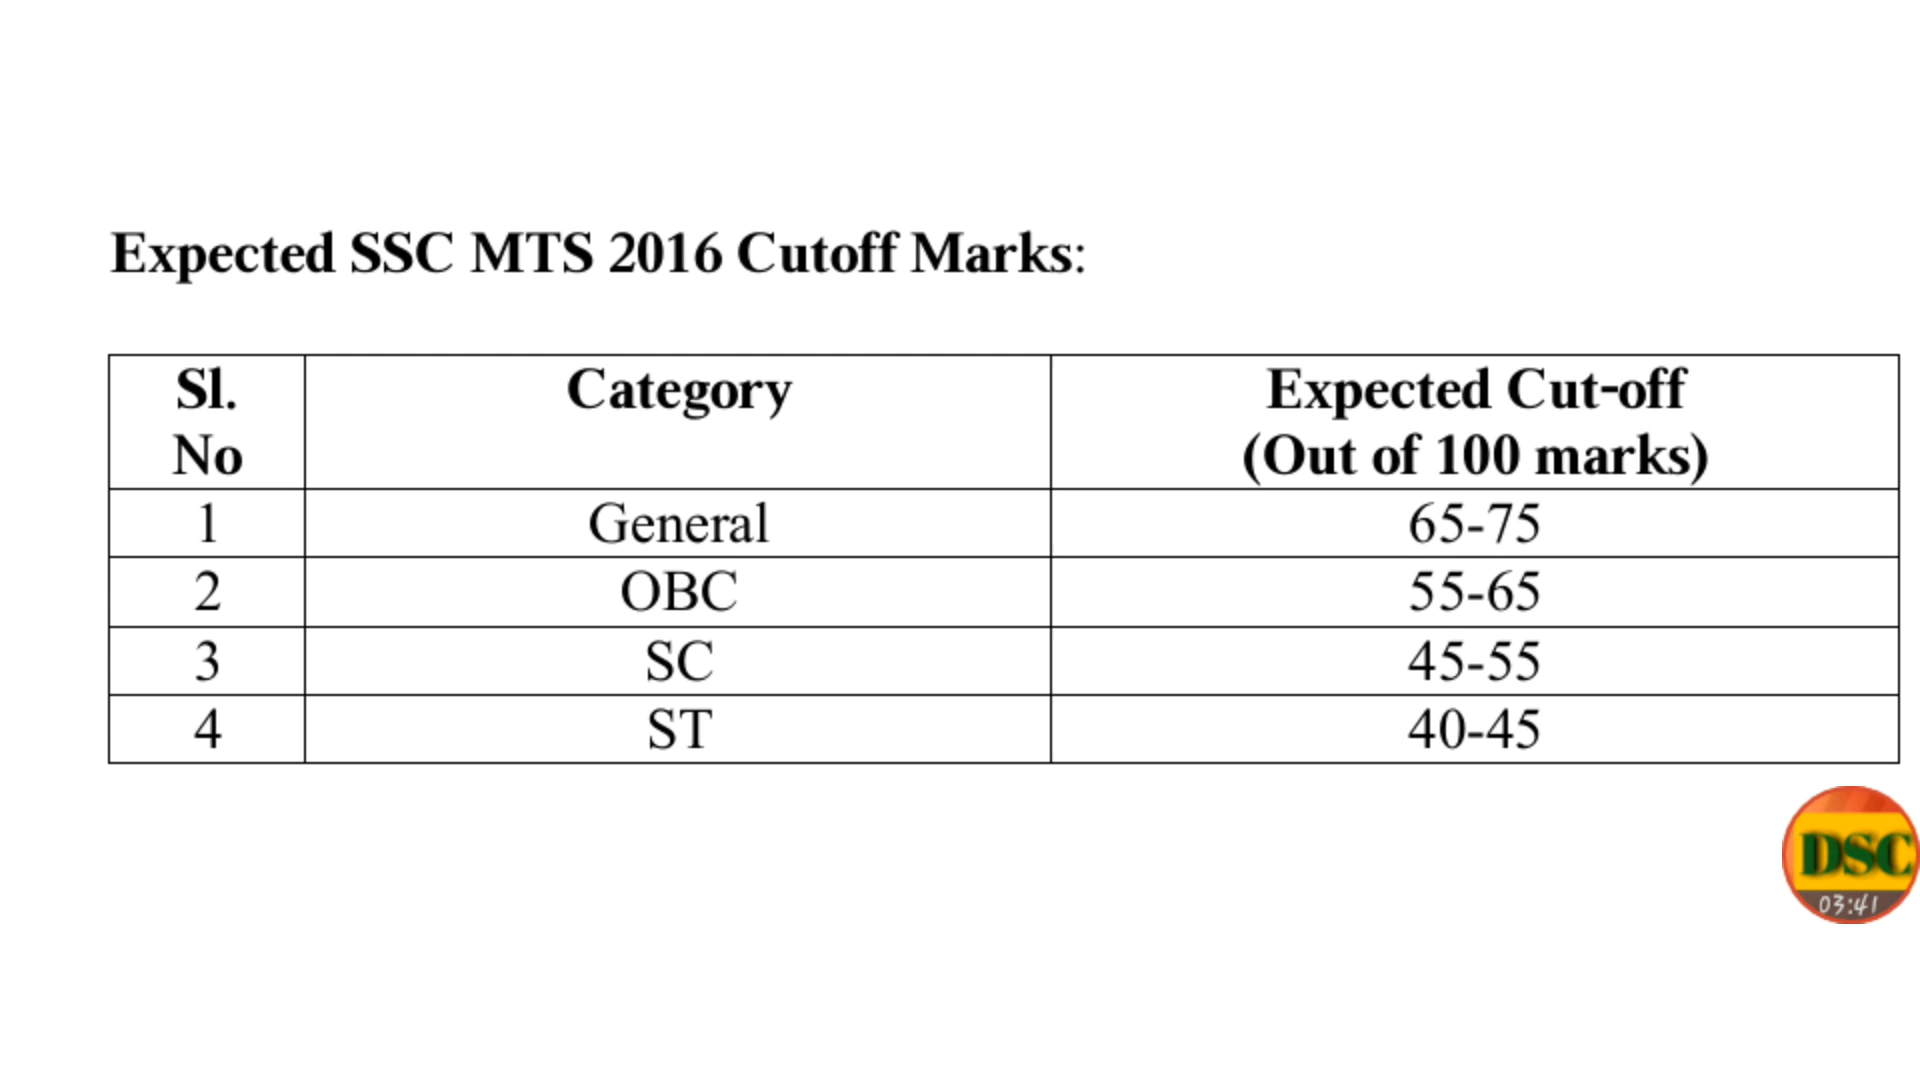 Expected SSC MTS 2016 Cutoff Marks:
Sl. No Category Expected Cut-off (Out of 100 marks)
1 General 65-75
2 OBC 55-65
3 SC 45-55
4 ST 40-45
DSC
03:41